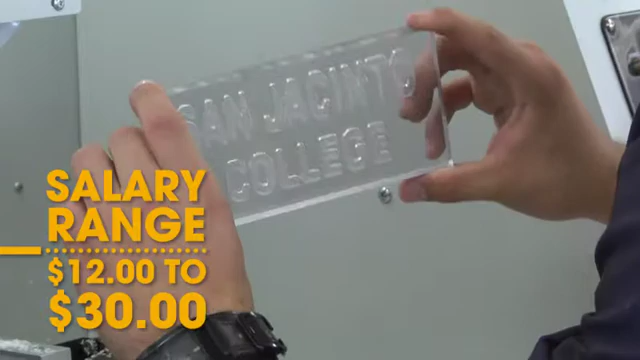 SAN JACINTO
COLLEGE
SALARY
RANGE
$12.00 TO
$30.00